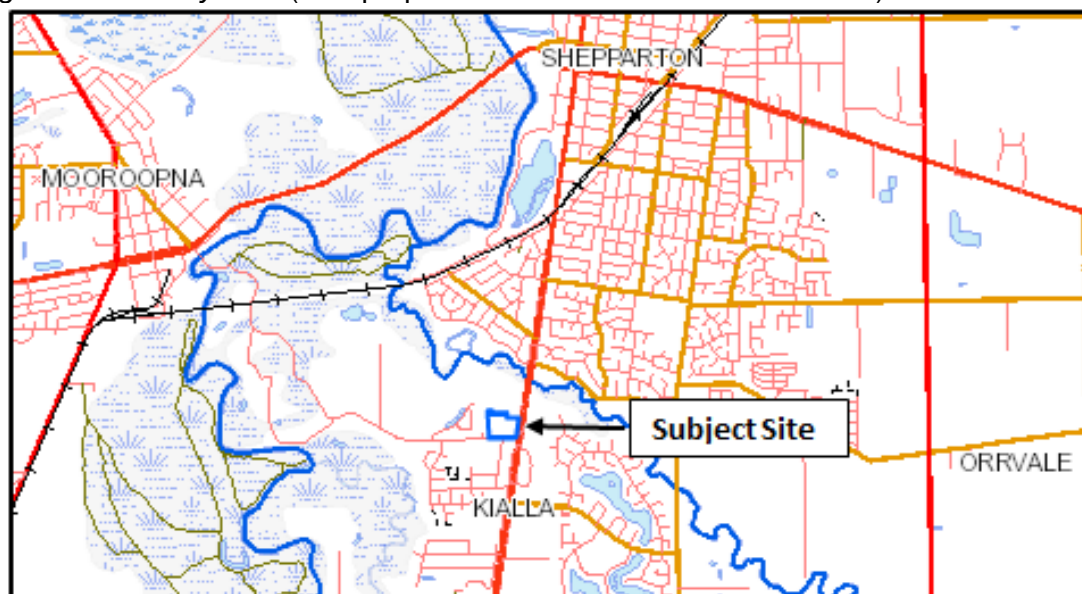 SHEPPARTON
MOOROOPNA
Subject Site
ORRVALE
KIALLA